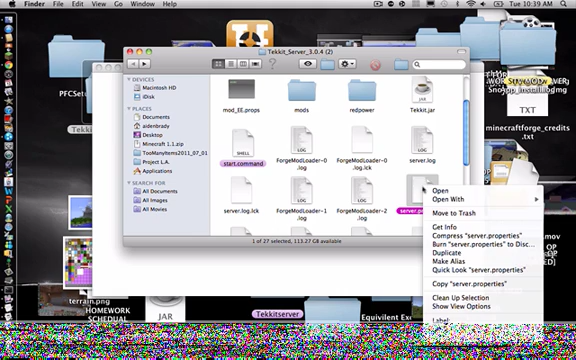 Finder File Edit View Go Window Help
Tue 10:39 AM
Tekkit_Server_3.0.4 (2)
PFCSet
DEVICES
Macintosh HD
iDisk
PLACES
Documents
aidenbrady
Desktop
Minecraft 1.1.zip
TooManyItems2011_07_01
Project L.A.
Applications
SEARCH FOR
All Documents
All Images
All Movies
mod_EE.props
mods
redpower
Tekkit.jar
JAR
SHELL
LOG
LOG
LOG
start.command
ForgeModLoader-0.log
ForgeModLoader-0.log
server.log
LOG
LOG
server.log.lck
ForgeModLoader-1.log
ForgeModLoader-2.log
1 of 27 selected, 113.27 GB available
Open
Open With
Move to Trash
Get Info
Compress "server.properties"
Burn "server.properties" to Disc...
Duplicate
Make Alias
Quick Look "server.properties"
Copy "server.properties"
Clean Up Selection
Show View Options
Label:
TXT
minecraftforge_credits.txt
terrain.png
HOMEWORK SCHEDUAL
JAR
Tekkitserver